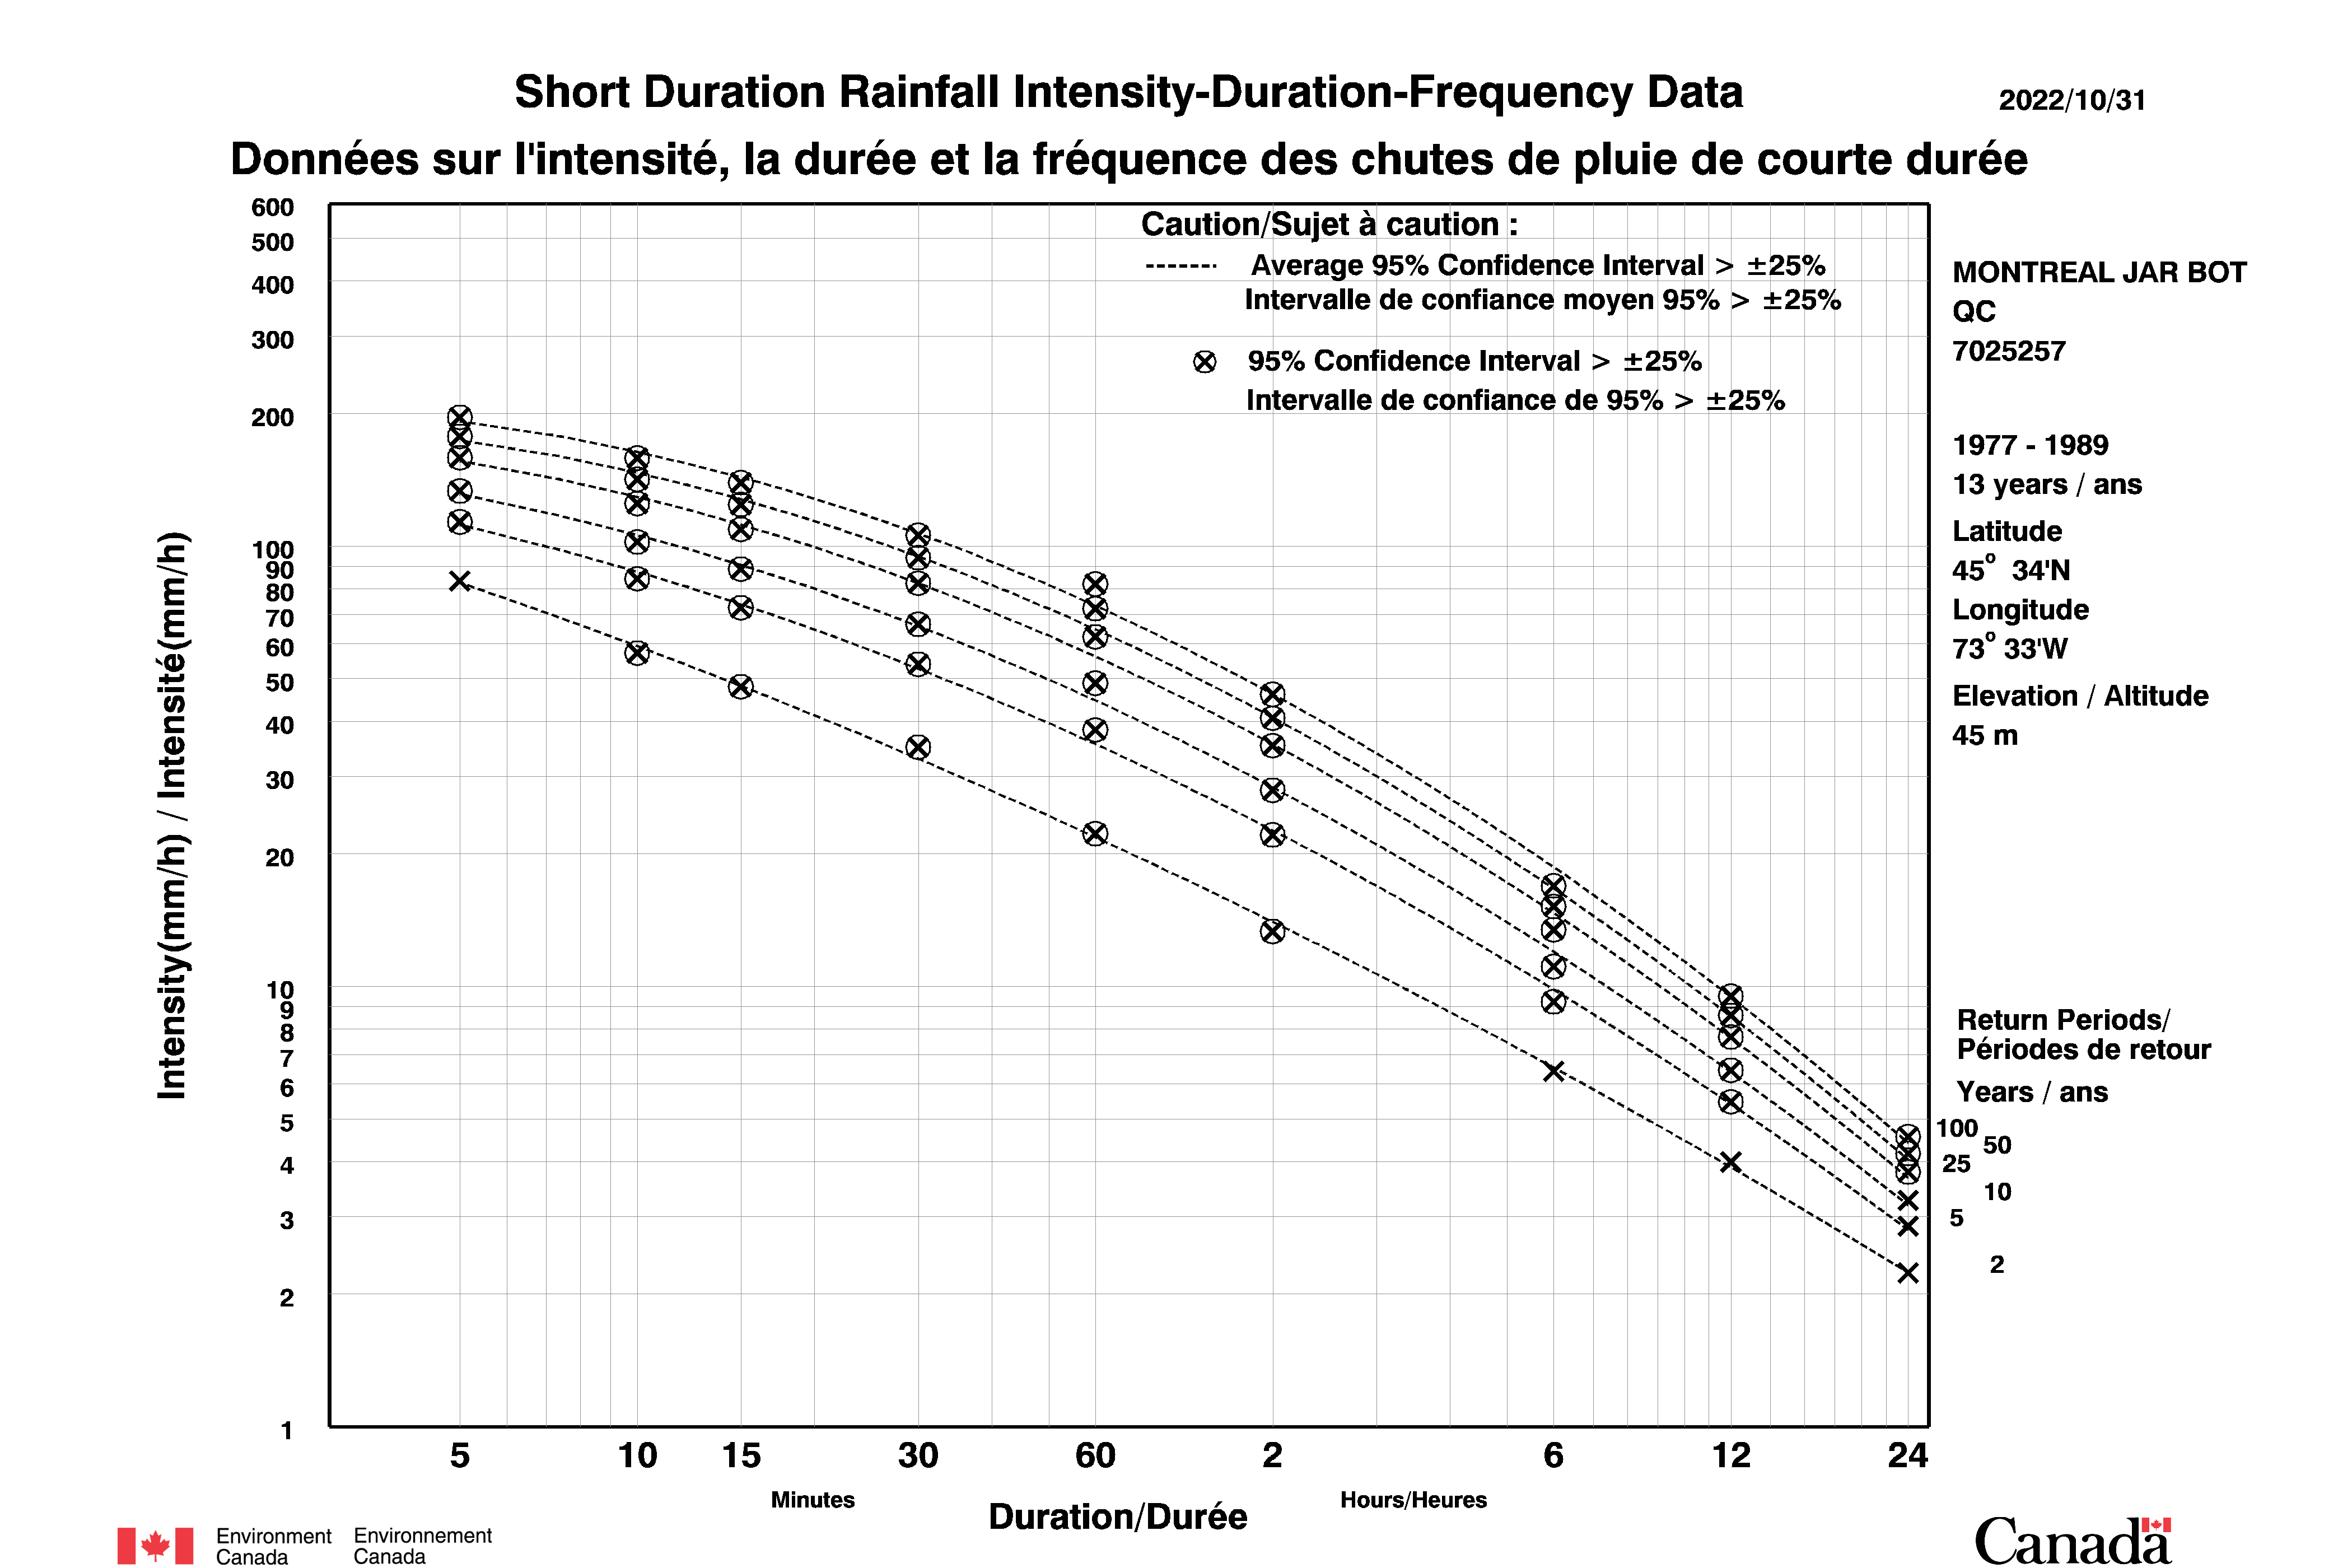 Short Duration Rainfall Intensity-Duration-Frequency Data
2022/10/31
Données sur l'intensité, la durée et la fréquence des chutes de pluie de courte durée
Caution/Sujet à caution :
Average 95% Confidence Interval > ±25%
Intervalle de confiance moyen 95% > ±25%
95% Confidence Interval > ±25%
Intervalle de confiance de 95% > ±25%
MONTREAL JAR BOT
QC
7025257
1977 - 1989
13 years / ans
Latitude
45° 34'N
Longitude
73° 33'W
Elevation / Altitude
45 m
Return Periods/
Périodes de retour
Years / ans
100
50
25
10
5
2
Intensity(mm/h) / Intensité(mm/h)
600
500
400
300
200
100
90
80
70
60
50
40
30
20
10
9
8
7
6
5
4
3
2
1
5 10 15 30 60 2 6 12 24
Minutes
Hours/Heures
Duration/Durée
Environment Canada
Environnement Canada
Canada